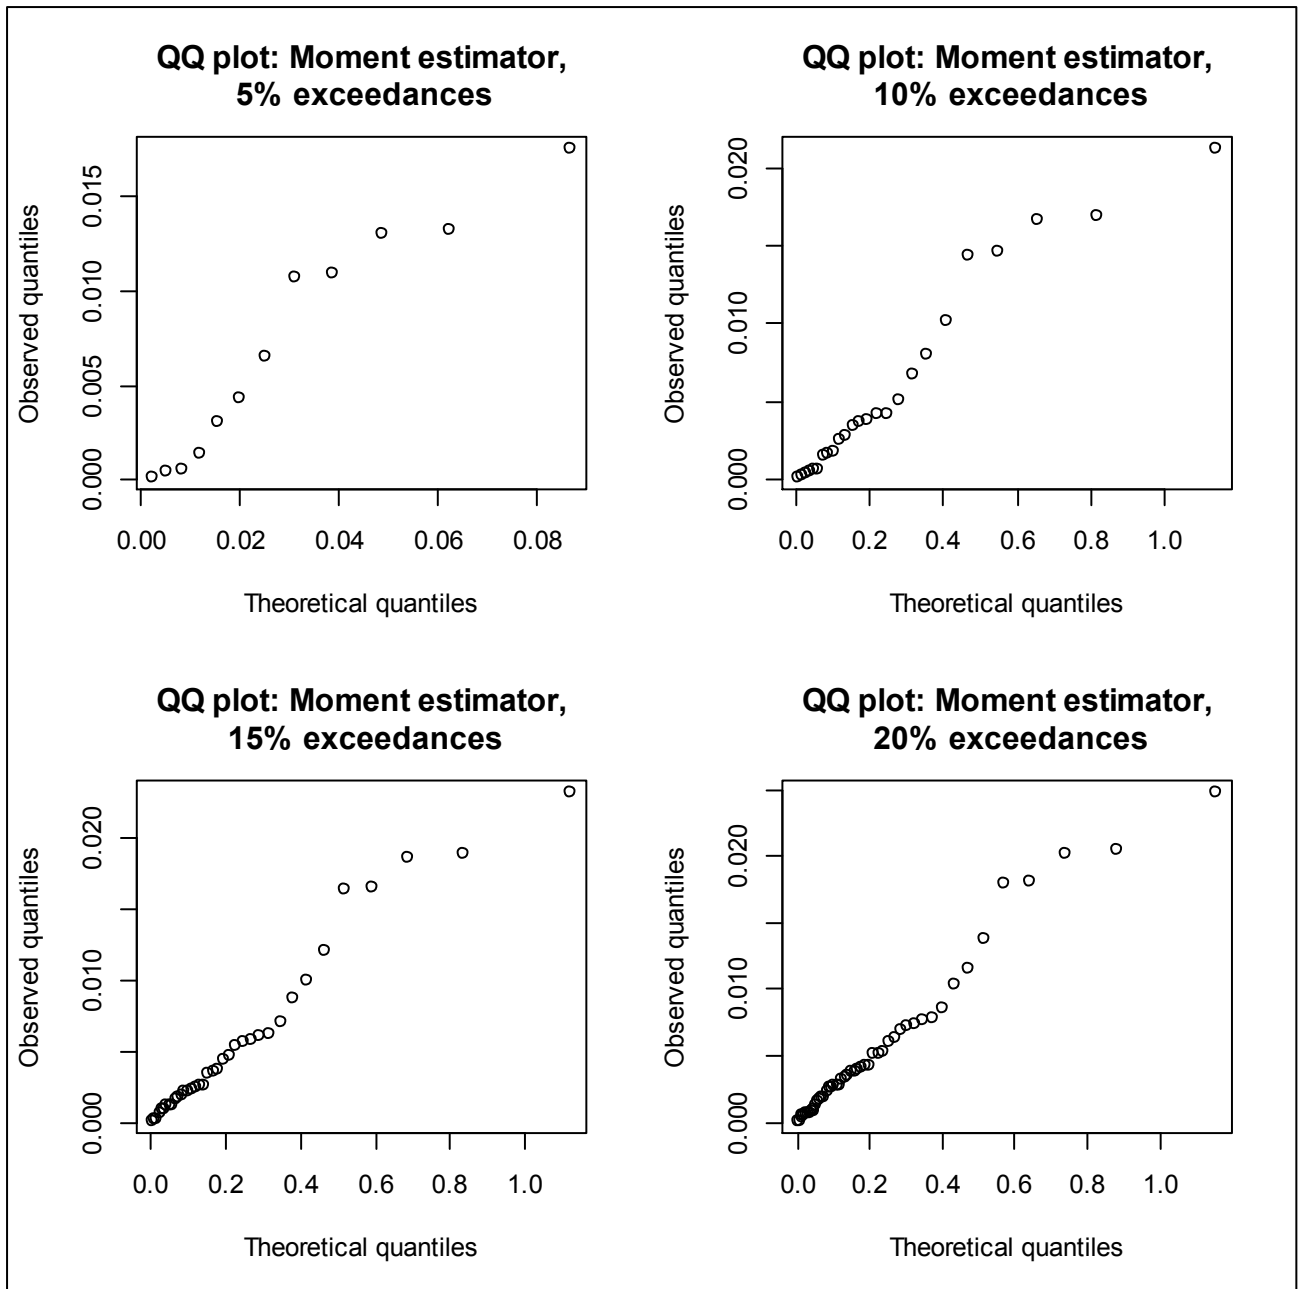 QQ plot: Moment estimator,
5% exceedances
Observed quantiles
0.000 0.005 0.010 0.015
0.00 0.02 0.04 0.06 0.08
Theoretical quantiles
QQ plot: Moment estimator,
10% exceedances
Observed quantiles
0.000 0.010 0.020
0.0 0.2 0.4 0.6 0.8 1.0
Theoretical quantiles
QQ plot: Moment estimator,
15% exceedances
Observed quantiles
0.000 0.010 0.020
0.0 0.2 0.4 0.6 0.8 1.0
Theoretical quantiles
QQ plot: Moment estimator,
20% exceedances
Observed quantiles
0.000 0.010 0.020
0.0 0.2 0.4 0.6 0.8 1.0
Theoretical quantiles